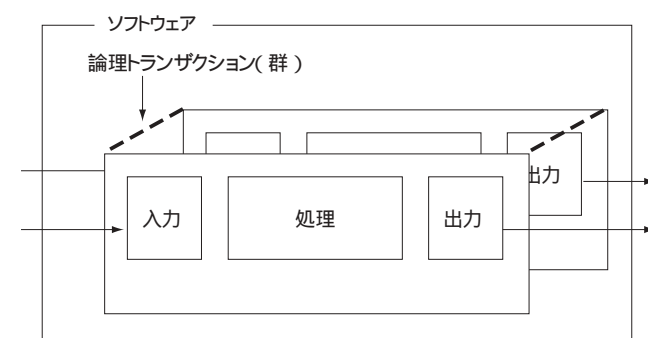 ソフトウェア
論理トランザクション( 群 )
出力
入力
処理
出力